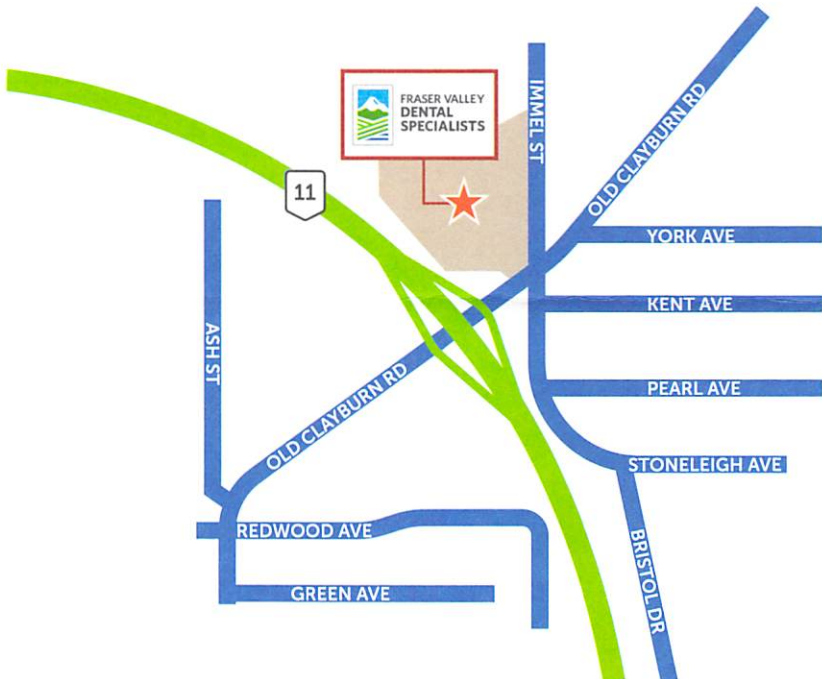 FRASER VALLEY
DENTAL
SPECIALISTS
IMMEL ST
OLD CLAYBURN RD
11
YORK AVE
KENT AVE
ASH ST
PEARL AVE
OLD CLAYBURN RD
STONELEIGH AVE
REDWOOD AVE
BRISTOL DR
GREEN AVE